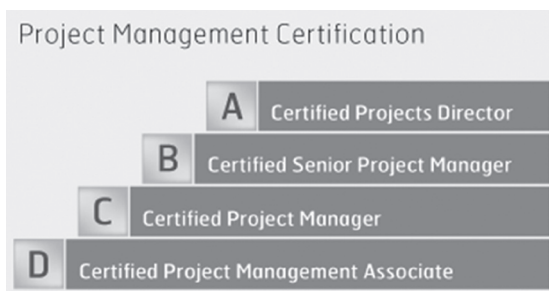 Project Management Certification
A Certified Projects Director
B Certified Senior Project Manager
C Certified Project Manager
D Certified Project Management Associate